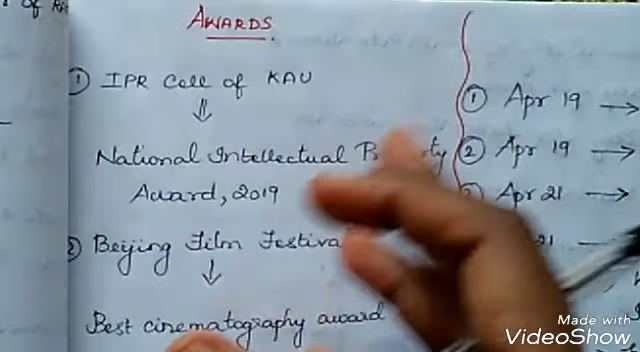 AWARDS
① IPR Cell of KAU
National Intellectual
Award, 2019
② Beijing Film
Best cinematography award
① Apr 19 →
② Apr 19 →
Apr 21 →
Made with
VideoShow